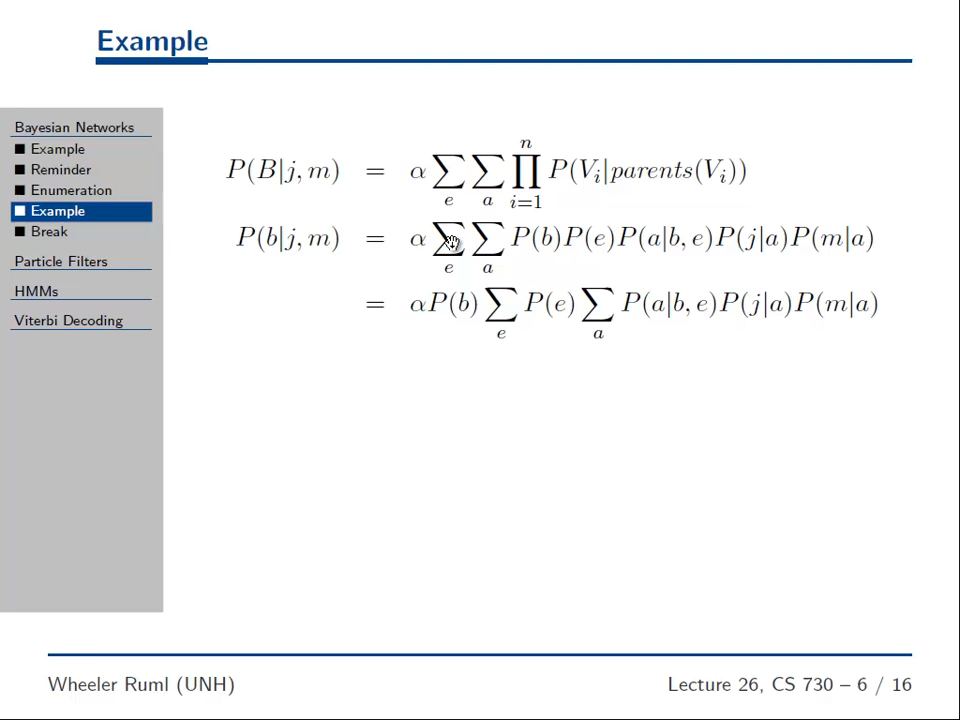 Example
Bayesian Networks
■ Example
■ Reminder
■ Enumeration
■ Example
■ Break
Particle Filters
HMMs
Viterbi Decoding
P(B|j, m) = α ∑_e ∑_a ∏_{i=1}^{n} P(V_i|parents(V_i))
P(b|j, m) = α ∑_e ∑_a P(b)P(e)P(a|b, e)P(j|a)P(m|a)
= αP(b) ∑_e P(e) ∑_a P(a|b, e)P(j|a)P(m|a)
Wheeler Ruml (UNH)
Lecture 26, CS 730 – 6 / 16